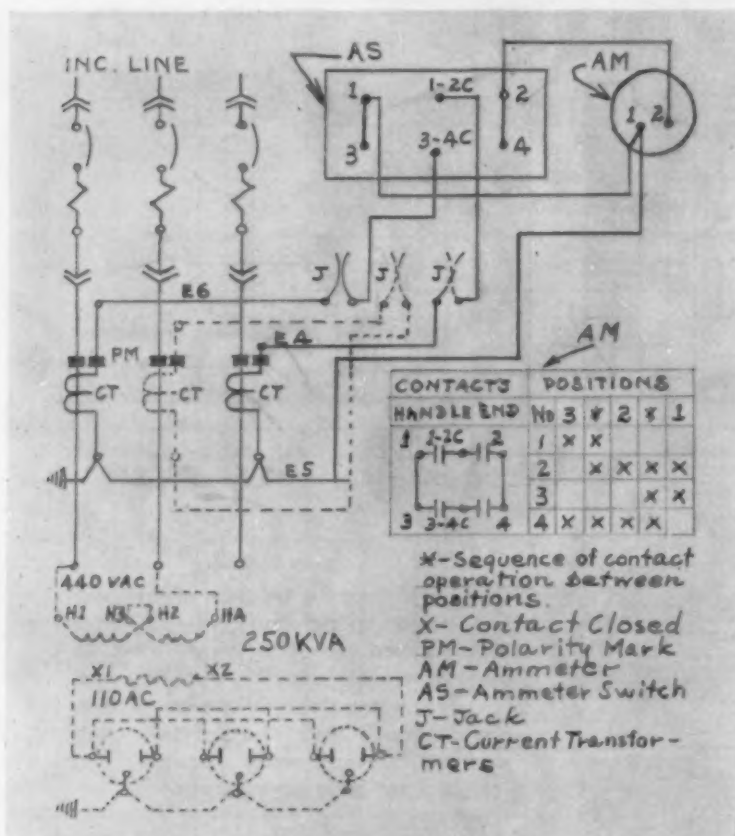 INC. LINE
AS
AM
1 1-2C 2
3 3-4C 4
1 2
J J J
E6
E4
PM
CT CT CT
E5
AM
CONTACTS POSITIONS
HANDLE END No 3 * 2 * 1
1 1-2C 2
3 3-4C 4
1 X X
2 X X X X
3 X X
4 X X X X
440 VAC
H1 H3 H2 H4
250KVA
X1 X2
110AC
*-Sequence of contact
operation between
positions.
X-Contact Closed
PM-Polarity Mark
AM-Ammeter
AS-Ammeter Switch
J-Jack
CT-Current Transfor-
mers